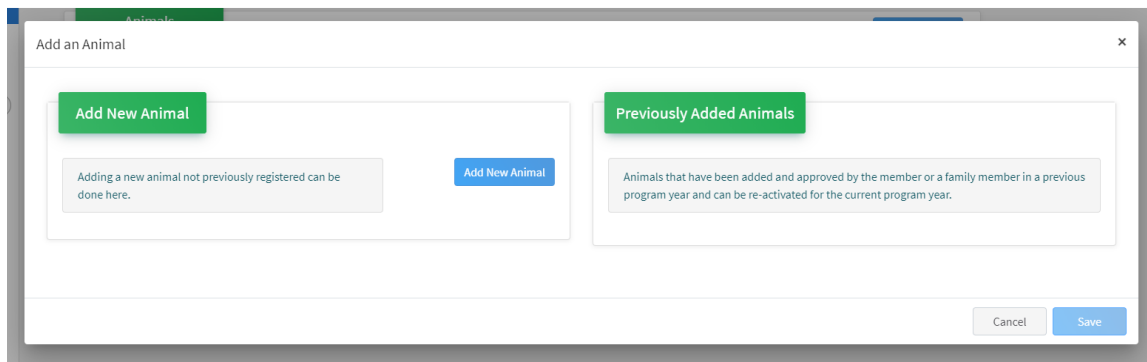 Animals
Add an Animal
×
Add New Animal
Adding a new animal not previously registered can be
done here.
Add New Animal
Previously Added Animals
Animals that have been added and approved by the member or a family member in a previous
program year and can be re-activated for the current program year.
Cancel
Save